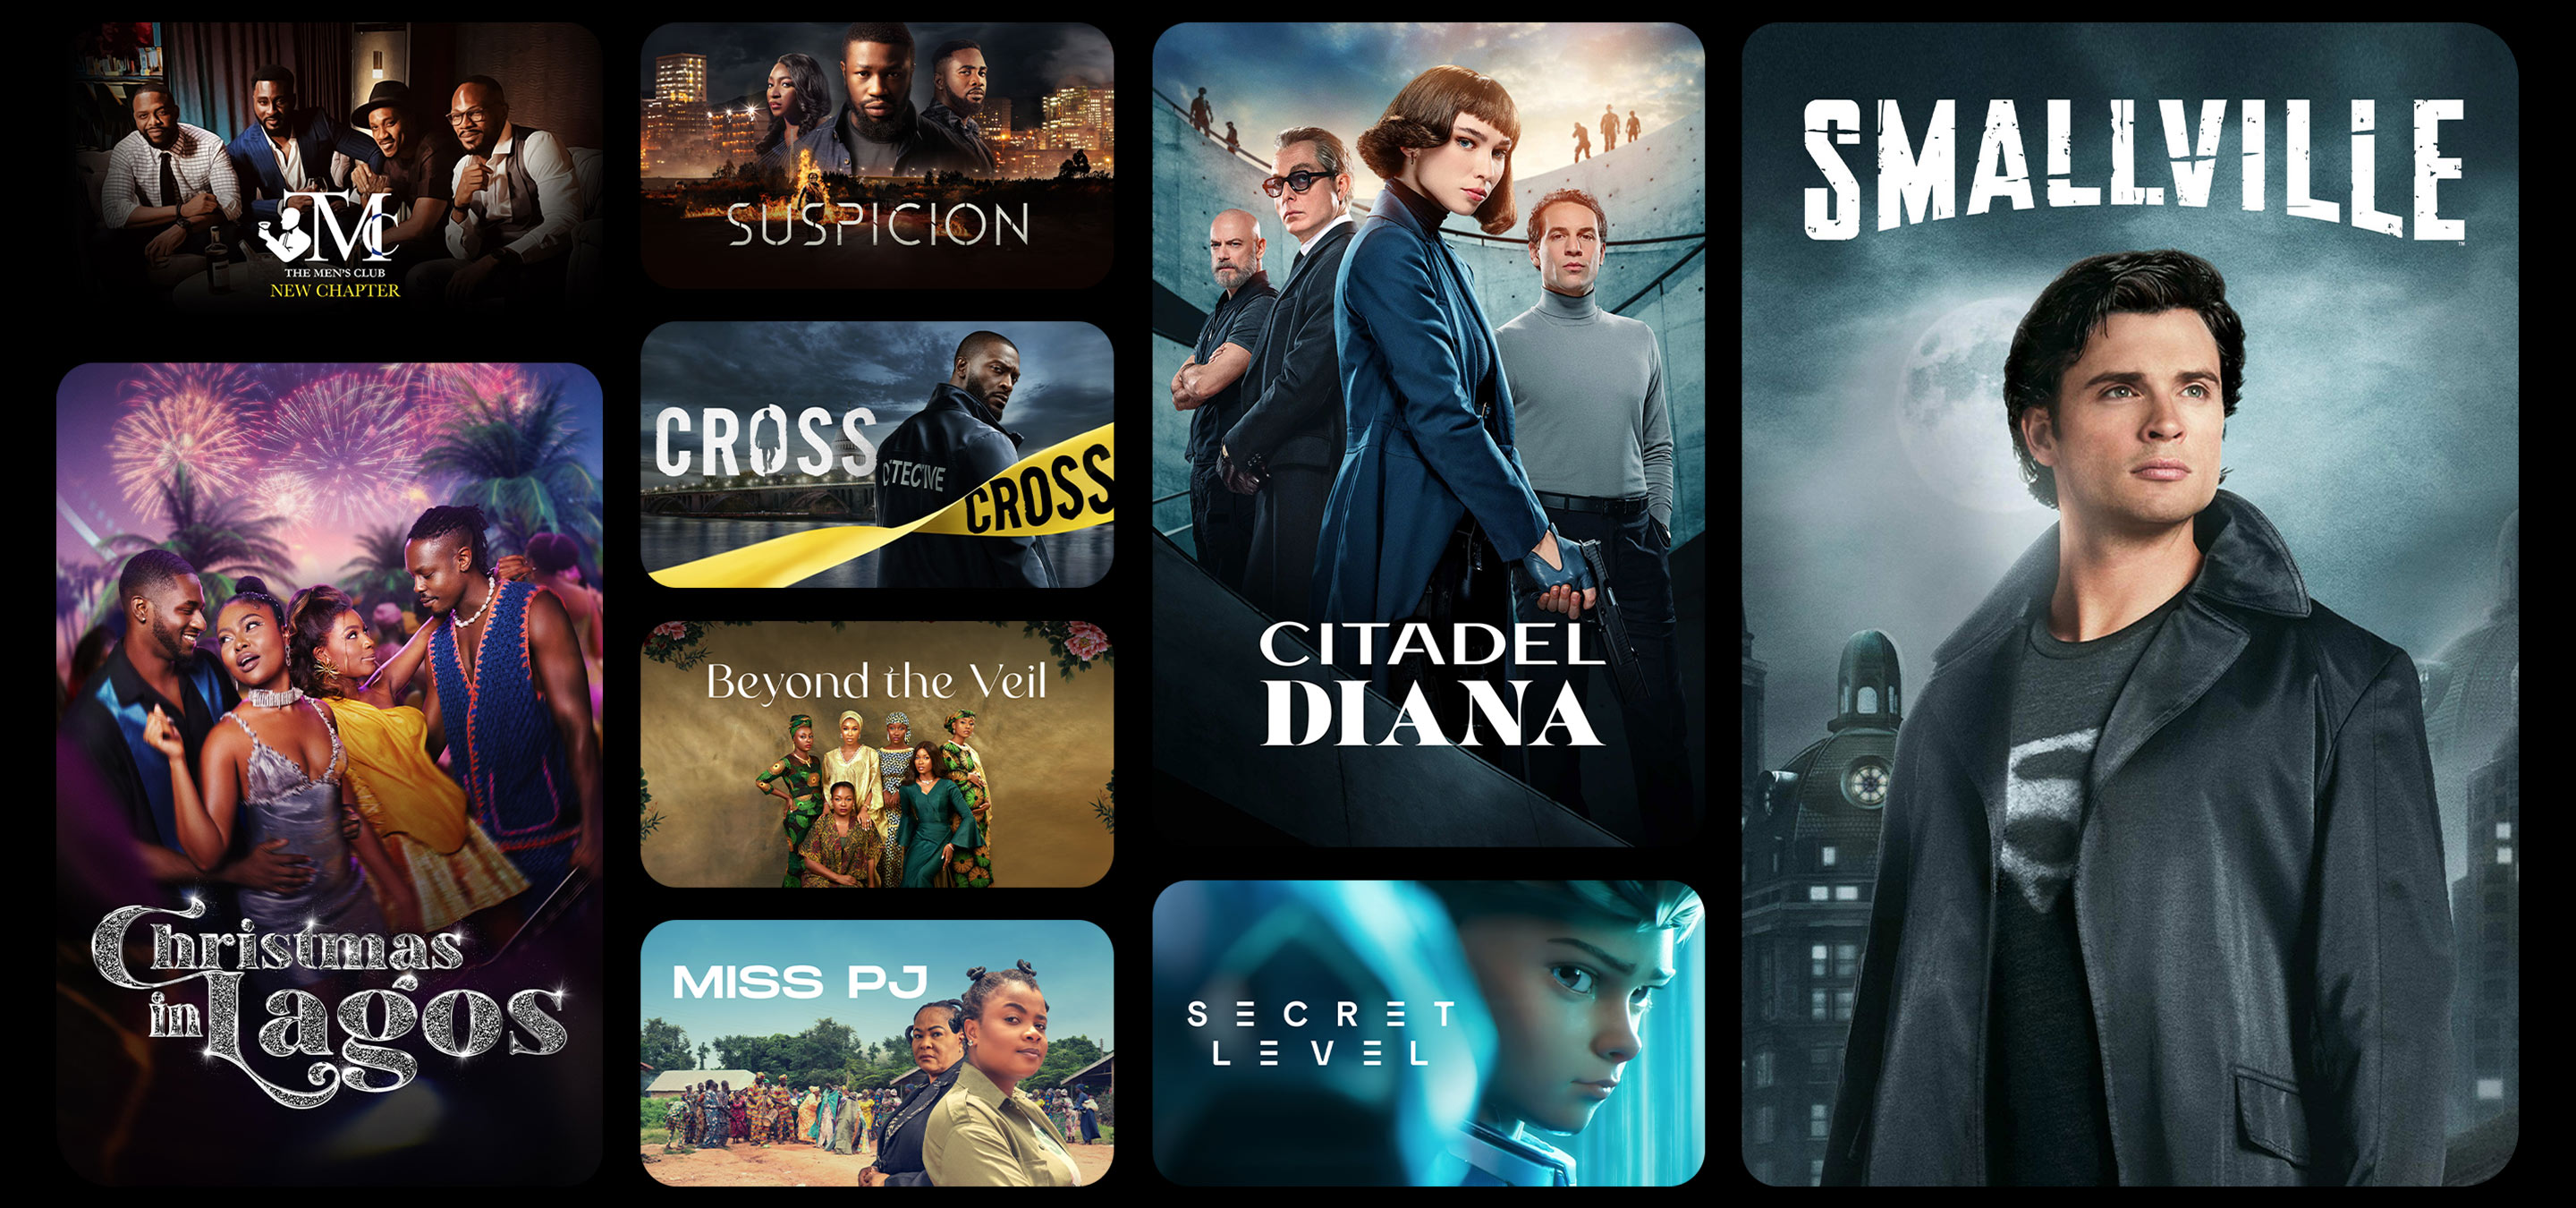 TMC
THE MEN'S CLUB
NEW CHAPTER
Christmas
in Lagos
SUSPICION
CROSS
CROSS
Beyond the Veil
MISS PJ
CITADEL
DIANA
SECRET
LEVEL
SMALLVILLE